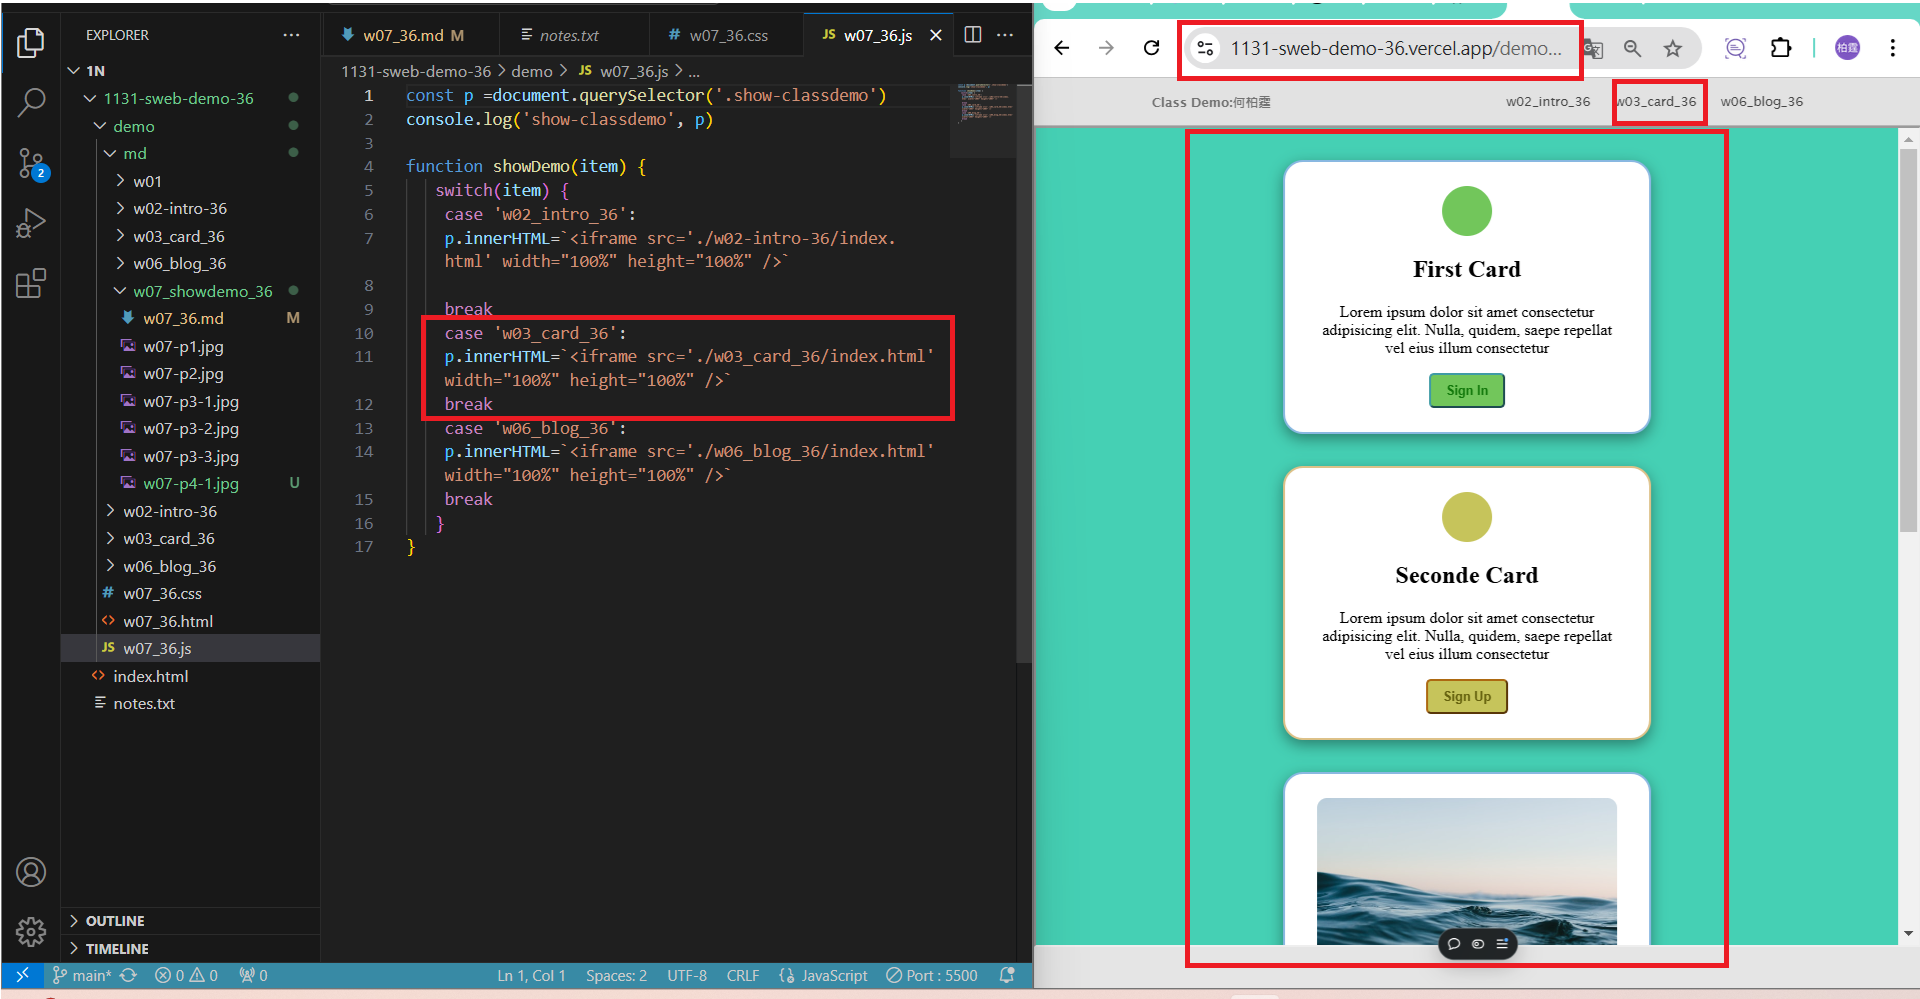 EXPLORER
1N
1131-sweb-demo-36
demo
md
w01
w02-intro-36
w03_card_36
w06_blog_36
w07_showdemo_36
w07_36.md M
w07-p1.jpg
w07-p2.jpg
w07-p3-1.jpg
w07-p3-2.jpg
w07-p3-3.jpg
w07-p4-1.jpg U
w02-intro-36
w03_card_36
w06_blog_36
# w07_36.css
<> w07_36.html
JS w07_36.js
<> index.html
notes.txt
OUTLINE
TIMELINE
2
w07_36.md M
notes.txt
# w07_36.css
JS w07_36.js
1131-sweb-demo-36 > demo > JS w07_36.js > ...
1 const p =document.querySelector('.show-classdemo')
2 console.log('show-classdemo', p)
3
4 function showDemo(item) {
5 switch(item) {
6 case 'w02_intro_36':
7 p.innerHTML=`<iframe src='./w02-intro-36/index.
html' width="100%" height="100%" />`
8
9 break
10 case 'w03_card_36':
11 p.innerHTML=`<iframe src='./w03_card_36/index.html'
width="100%" height="100%" />`
12 break
13 case 'w06_blog_36':
14 p.innerHTML=`<iframe src='./w06_blog_36/index.html'
width="100%" height="100%" />`
15 break
16 }
17 }
main* 0 0 0
Ln 1, Col 1 Spaces: 2 UTF-8 CRLF {} JavaScript Port : 5500
1131-sweb-demo-36.vercel.app/demo...
柏霆
Class Demo:何柏霆
w02_intro_36
w03_card_36
w06_blog_36
First Card
Lorem ipsum dolor sit amet consectetur
adipisicing elit. Nulla, quidem, saepe repellat
vel eius illum consectetur
Sign In
Seconde Card
Lorem ipsum dolor sit amet consectetur
adipisicing elit. Nulla, quidem, saepe repellat
vel eius illum consectetur
Sign Up